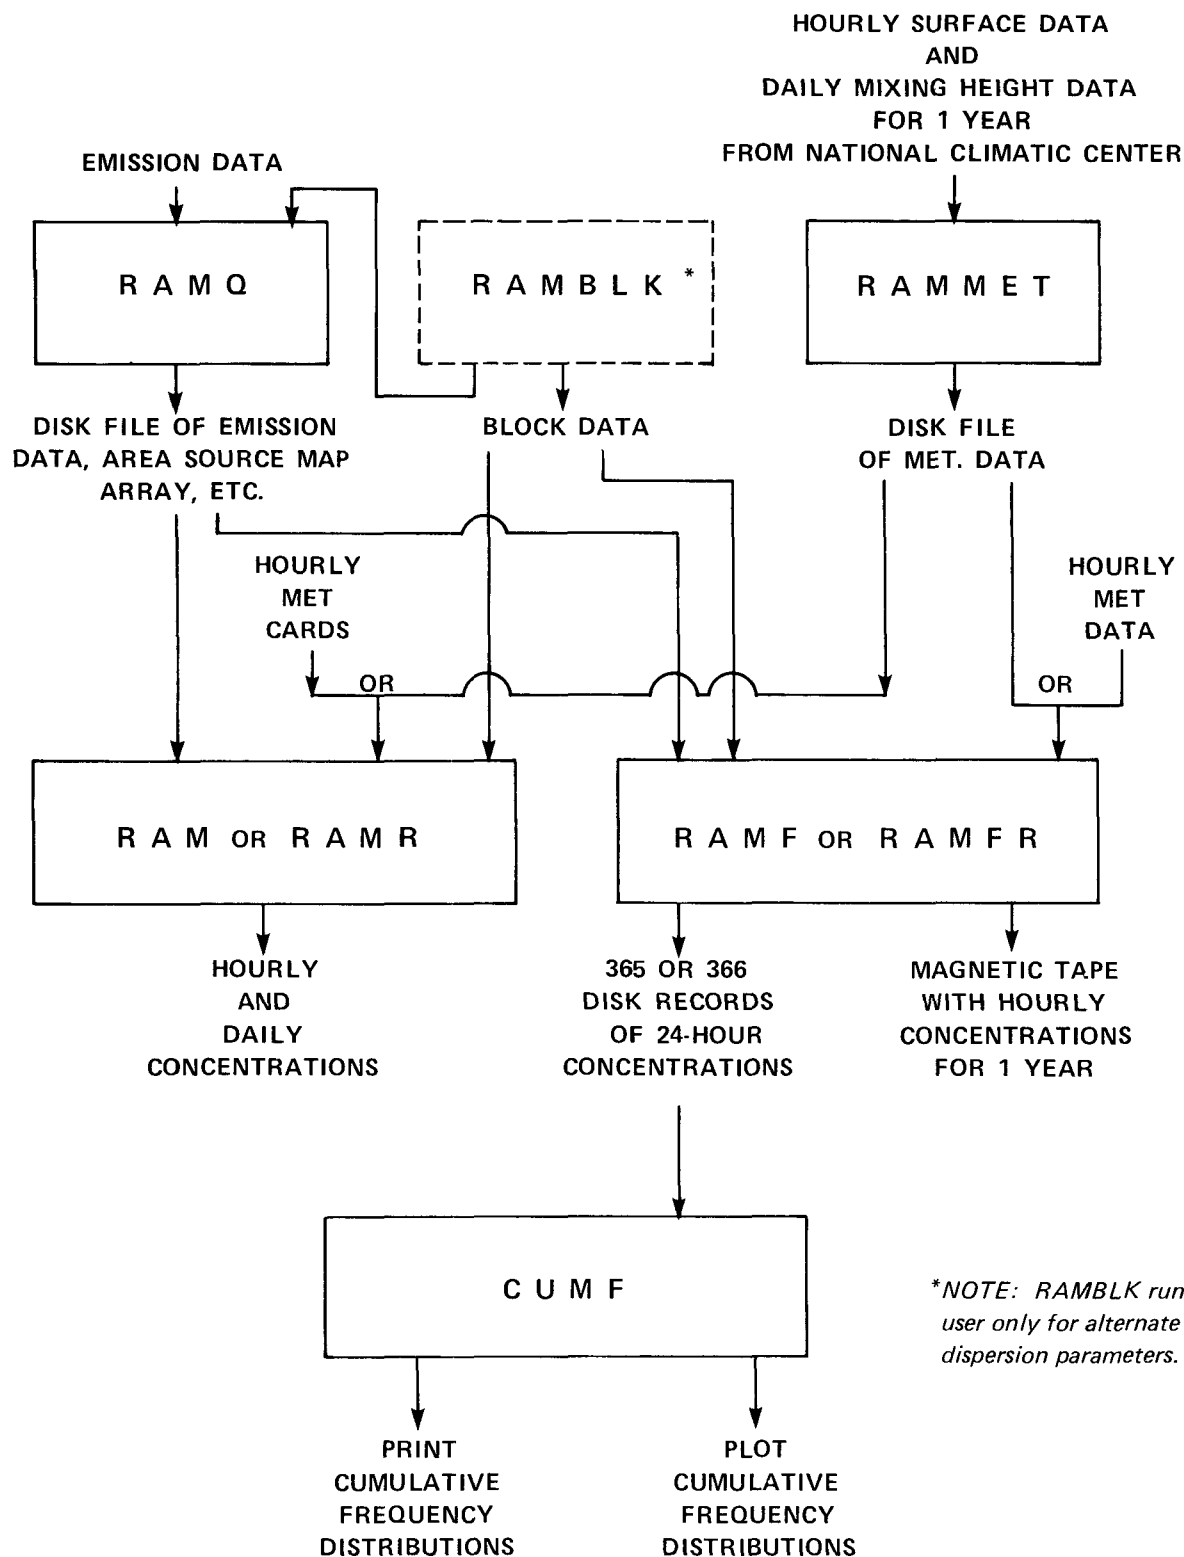 HOURLY SURFACE DATA
AND
DAILY MIXING HEIGHT DATA
FOR 1 YEAR
FROM NATIONAL CLIMATIC CENTER
EMISSION DATA
RAMQ
RAMBLK *
RAMMET
DISK FILE OF EMISSION
DATA, AREA SOURCE MAP
ARRAY, ETC.
BLOCK DATA
DISK FILE
OF MET. DATA
HOURLY
MET
CARDS
HOURLY
MET
DATA
OR
OR
RAM OR RAMR
RAMF OR RAMFR
HOURLY
AND
DAILY
CONCENTRATIONS
365 OR 366
DISK RECORDS
OF 24-HOUR
CONCENTRATIONS
MAGNETIC TAPE
WITH HOURLY
CONCENTRATIONS
FOR 1 YEAR
CUMF
*NOTE: RAMBLK run
user only for alternate
dispersion parameters.
PRINT
CUMULATIVE
FREQUENCY
DISTRIBUTIONS
PLOT
CUMULATIVE
FREQUENCY
DISTRIBUTIONS